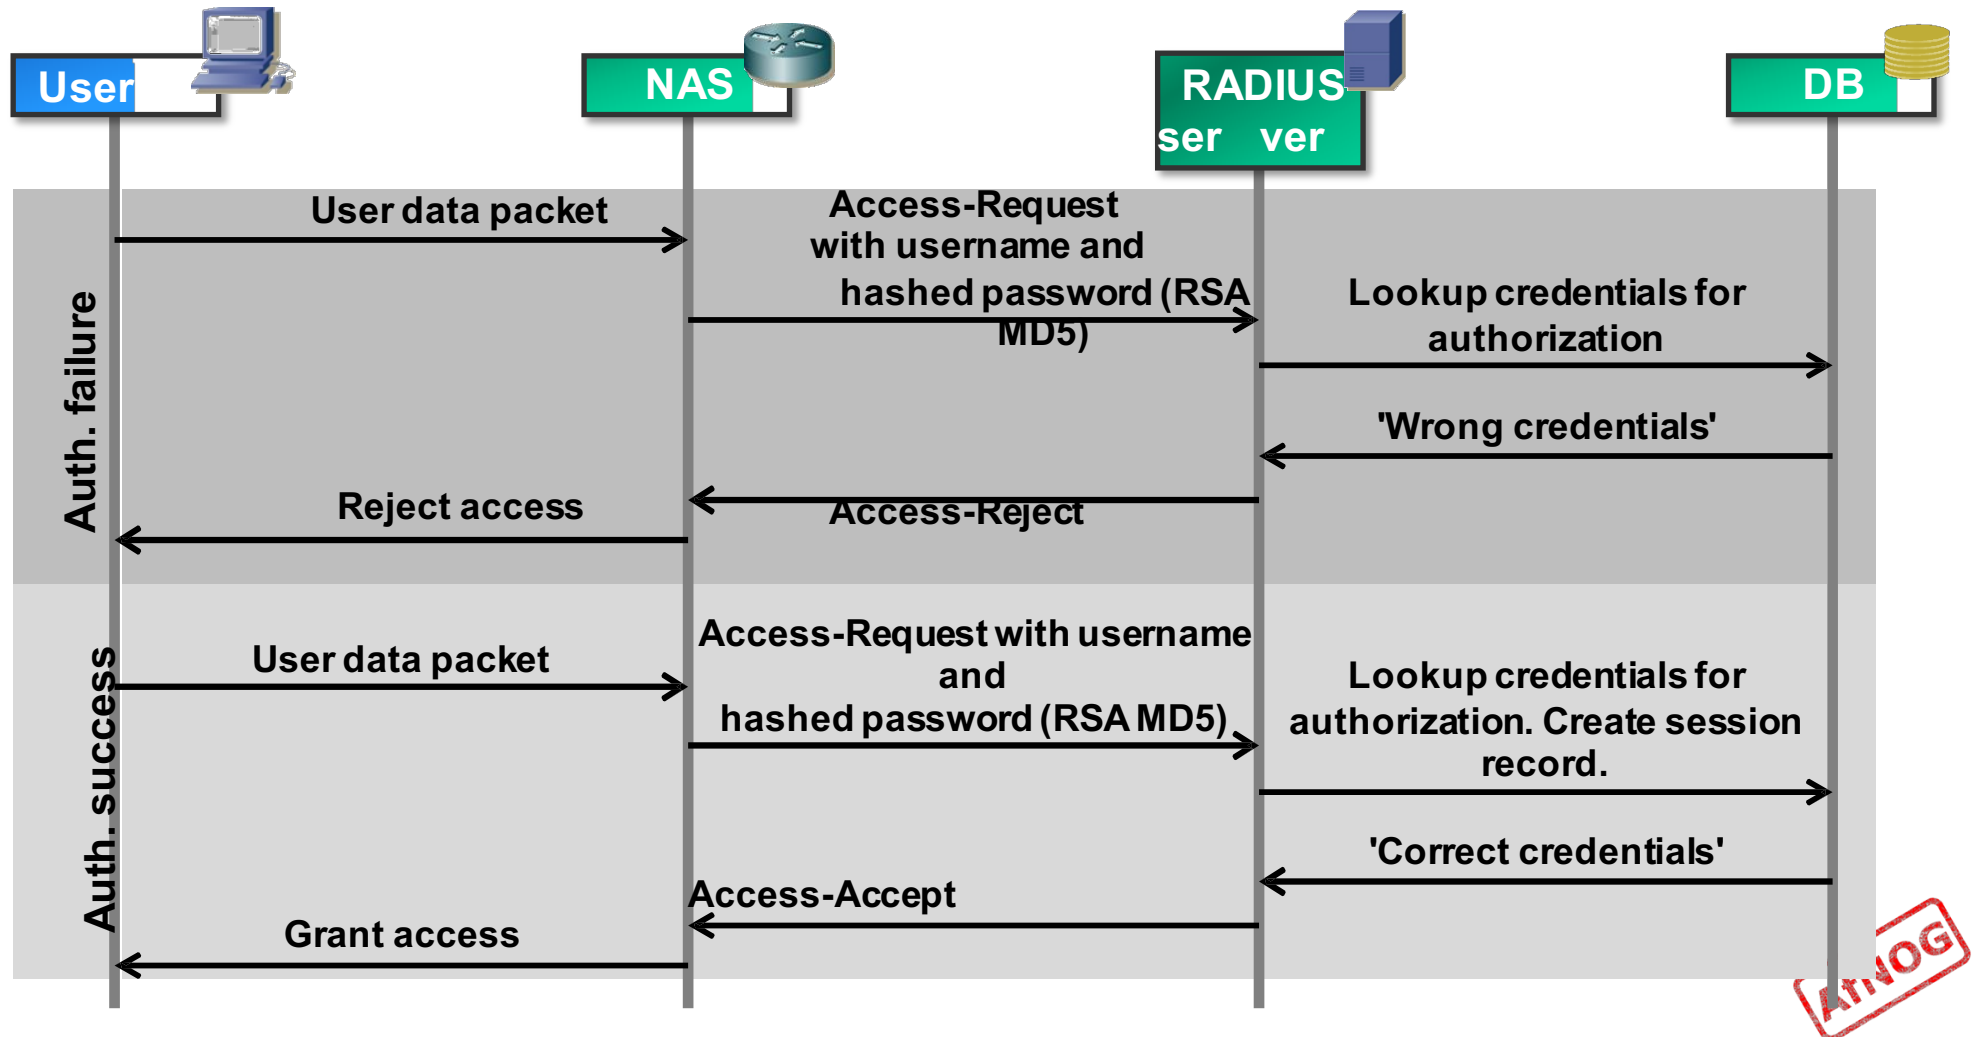 User
NAS
RADIUS
ser ver
DB
Auth. failure
User data packet
Access-Request
with username and
hashed password (RSA
MD5)
Lookup credentials for
authorization
'Wrong credentials'
Access-Reject
Reject access
Auth. success
User data packet
Access-Request with username
and
hashed password (RSA MD5)
Lookup credentials for
authorization. Create session
record.
'Correct credentials'
Access-Accept
Grant access
AfNOG